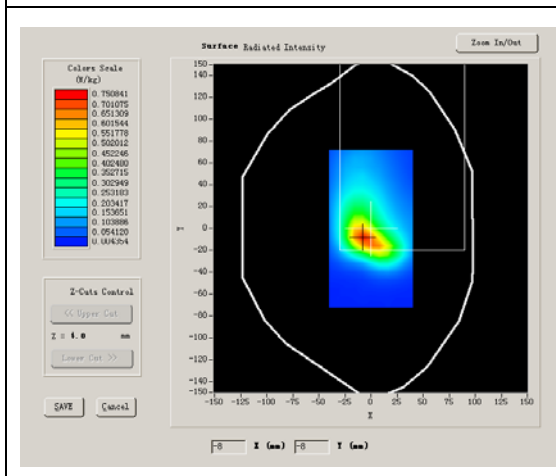 Surface Radiated Intensity
Zoom In/Out
Colors Scale
(W/kg)
0.750841
0.701075
0.651309
0.601544
0.551778
0.502012
0.452246
0.402480
0.352715
0.302949
0.253183
0.203417
0.153651
0.103886
0.054120
0.004354
150
120
100
80
60
40
20
0
-20
-40
-60
-80
-100
-120
-140
-150
Y
-150 -125 -100 -75 -50 -25 0 25 50 75 100 125 150
X
Z-Cuts Control
<< Upper Cut
Z = 4.0 mm
Lower Cut >>
SAVE Cancel
-8 X (mm) -8 Y (mm)